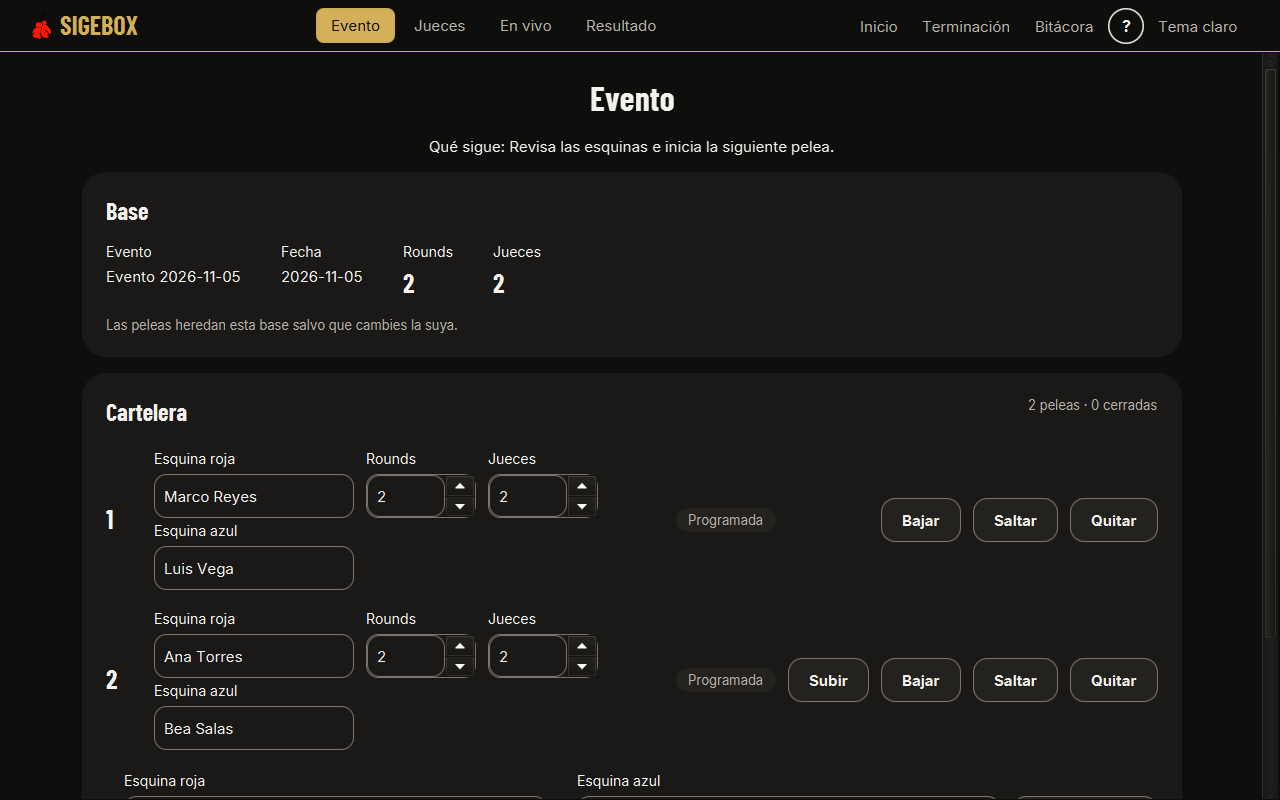 SIGEBOX
Evento
Jueces
En vivo
Resultado
Inicio
Terminación
Bitácora
?
Tema claro
Evento
Qué sigue: Revisa las esquinas e inicia la siguiente pelea.
Base
Evento
Fecha
Rounds
Jueces
Evento 2026-11-05
2026-11-05
2
2
Las peleas heredan esta base salvo que cambies la suya.
Cartelera
2 peleas · 0 cerradas
1
Esquina roja
Rounds
Jueces
Marco Reyes
2
2
Esquina azul
Luis Vega
Programada
Bajar
Saltar
Quitar
2
Esquina roja
Rounds
Jueces
Ana Torres
2
2
Esquina azul
Bea Salas
Programada
Subir
Bajar
Saltar
Quitar
Esquina roja
Esquina azul